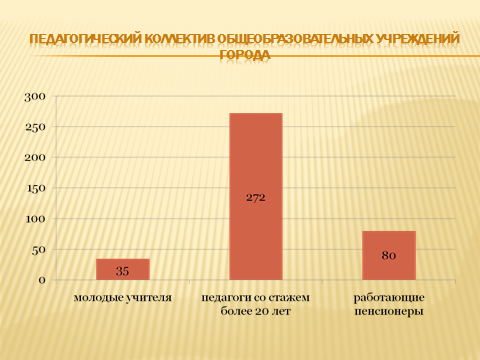 ПЕДАГОГИЧЕСКИЙ КОЛЛЕКТИВ ОБЩЕОБРАЗОВАТЕЛЬНЫХ УЧРЕЖДЕНИЙ
ГОРОДА
300
250
200
150
100
50
0
35
272
80
молодые учителя
педагоги со стажем
более 20 лет
работающие
пенсионеры